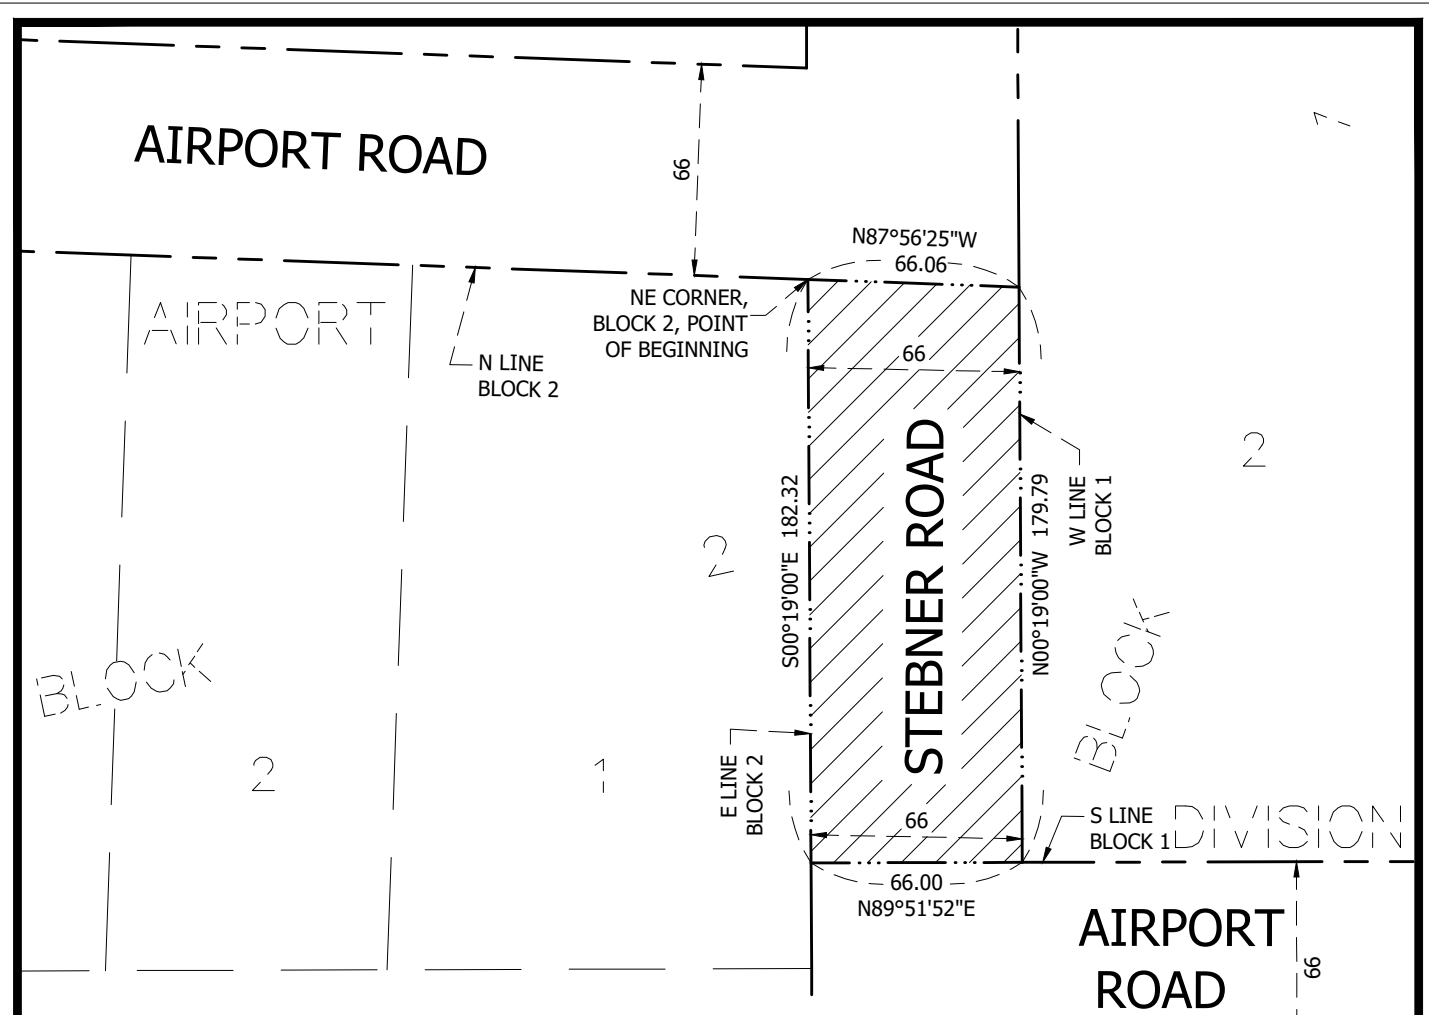 AIRPORT ROAD
66
N87°56'25"W
66.06
1
AIRPORT
NE CORNER,
BLOCK 2, POINT
OF BEGINNING
N LINE
BLOCK 2
66
STEBNER ROAD
S00°19'00"E 182.32
N00°19'00"W 179.79
W LINE
BLOCK 1
2
2
BLOCK
2
1
E LINE
BLOCK 2
BLOCK
66
S LINE
BLOCK 1
DIVISION
66.00
N89°51'52"E
AIRPORT
ROAD
66